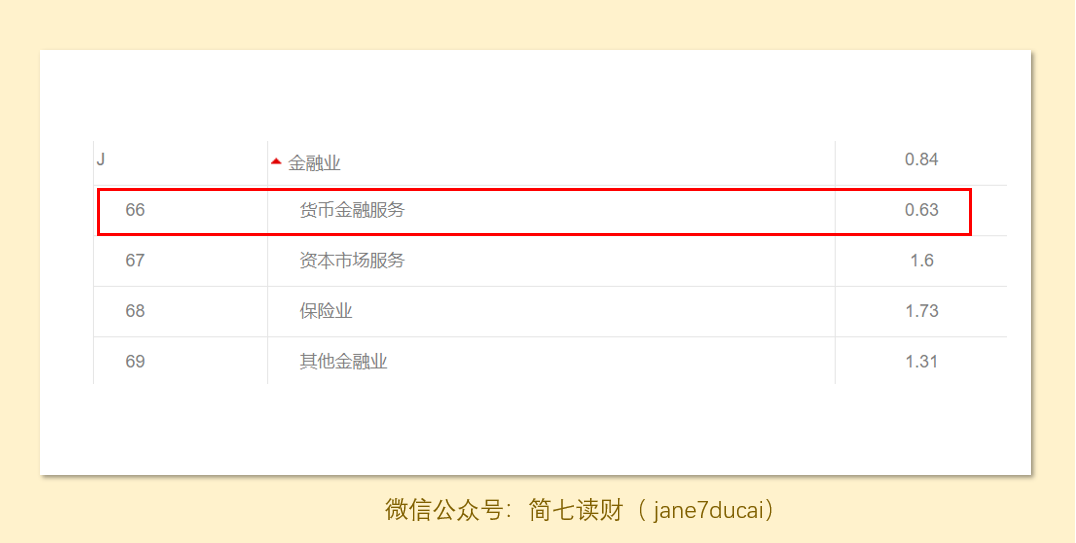 J 金融业 0.84
66 货币金融服务 0.63
67 资本市场服务 1.6
68 保险业 1.73
69 其他金融业 1.31
微信公众号：简七读财（ jane7ducai）